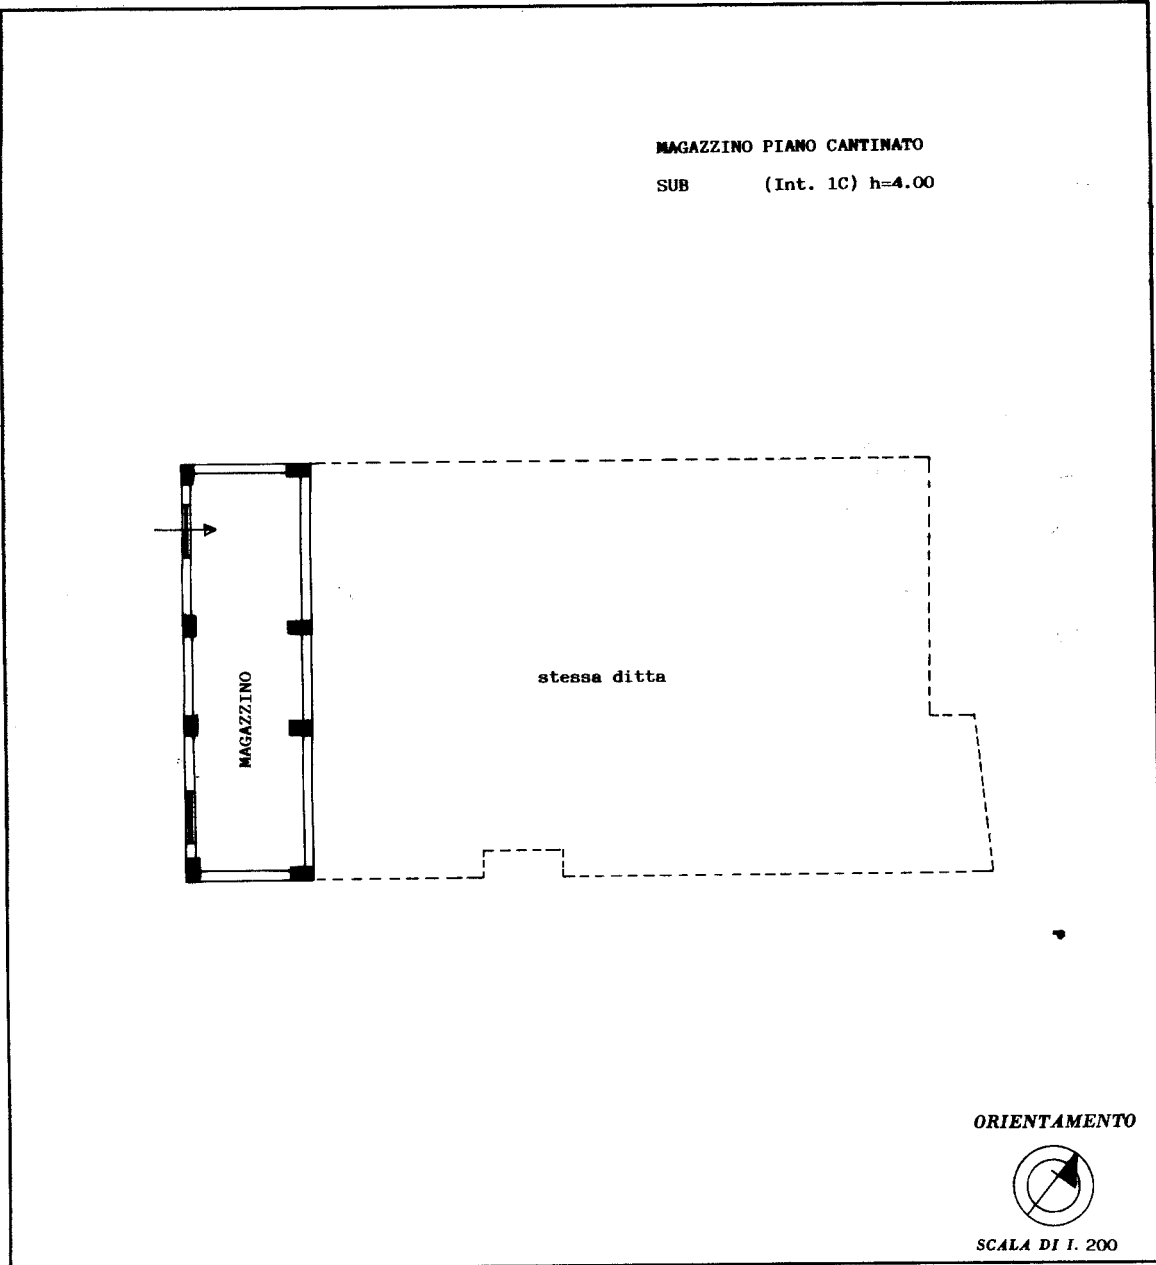 MAGAZZINO PIANO CANTINATO
SUB (Int. 1C) h=4.00
MAGAZZINO
stessa ditta
ORIENTAMENTO
SCALA DI I. 200